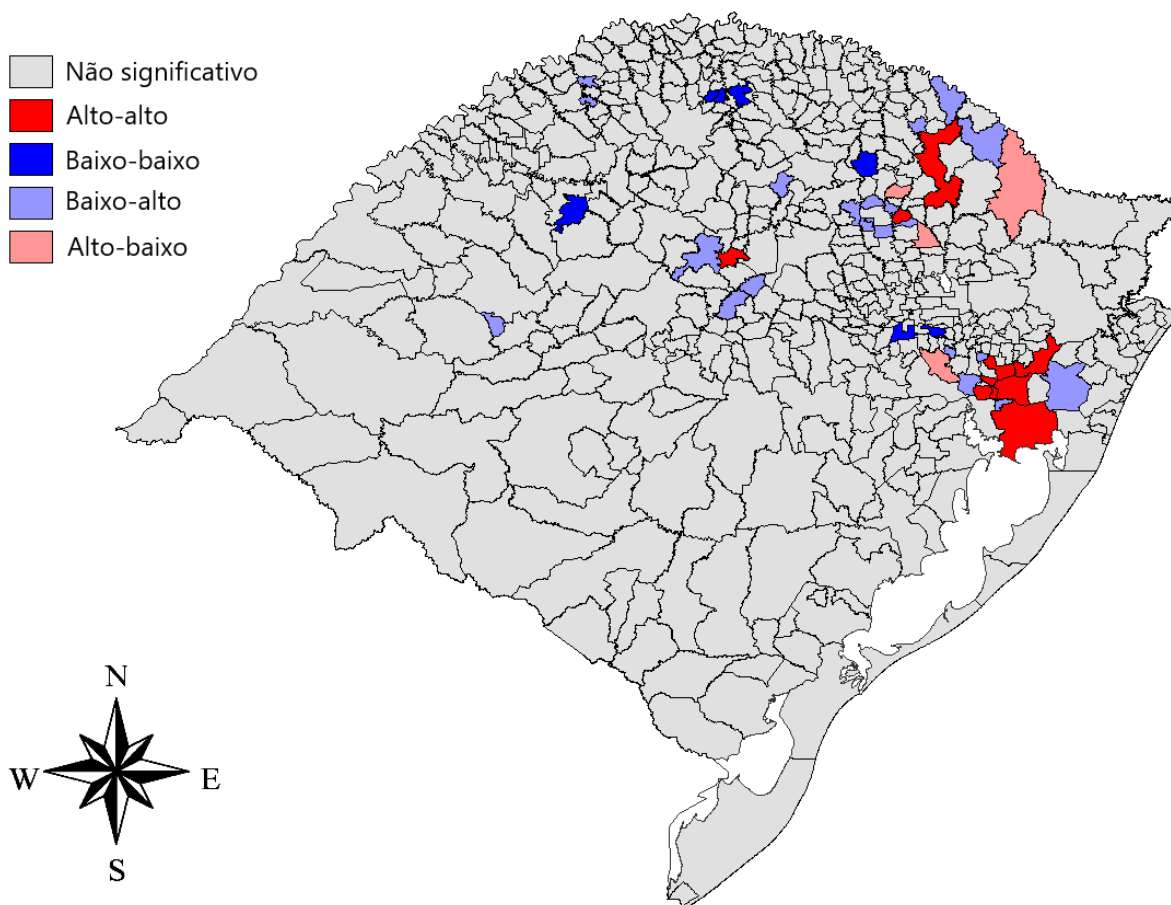 Não significativo
Alto-alto
Baixo-baixo
Baixo-alto
Alto-baixo
N
W E
S